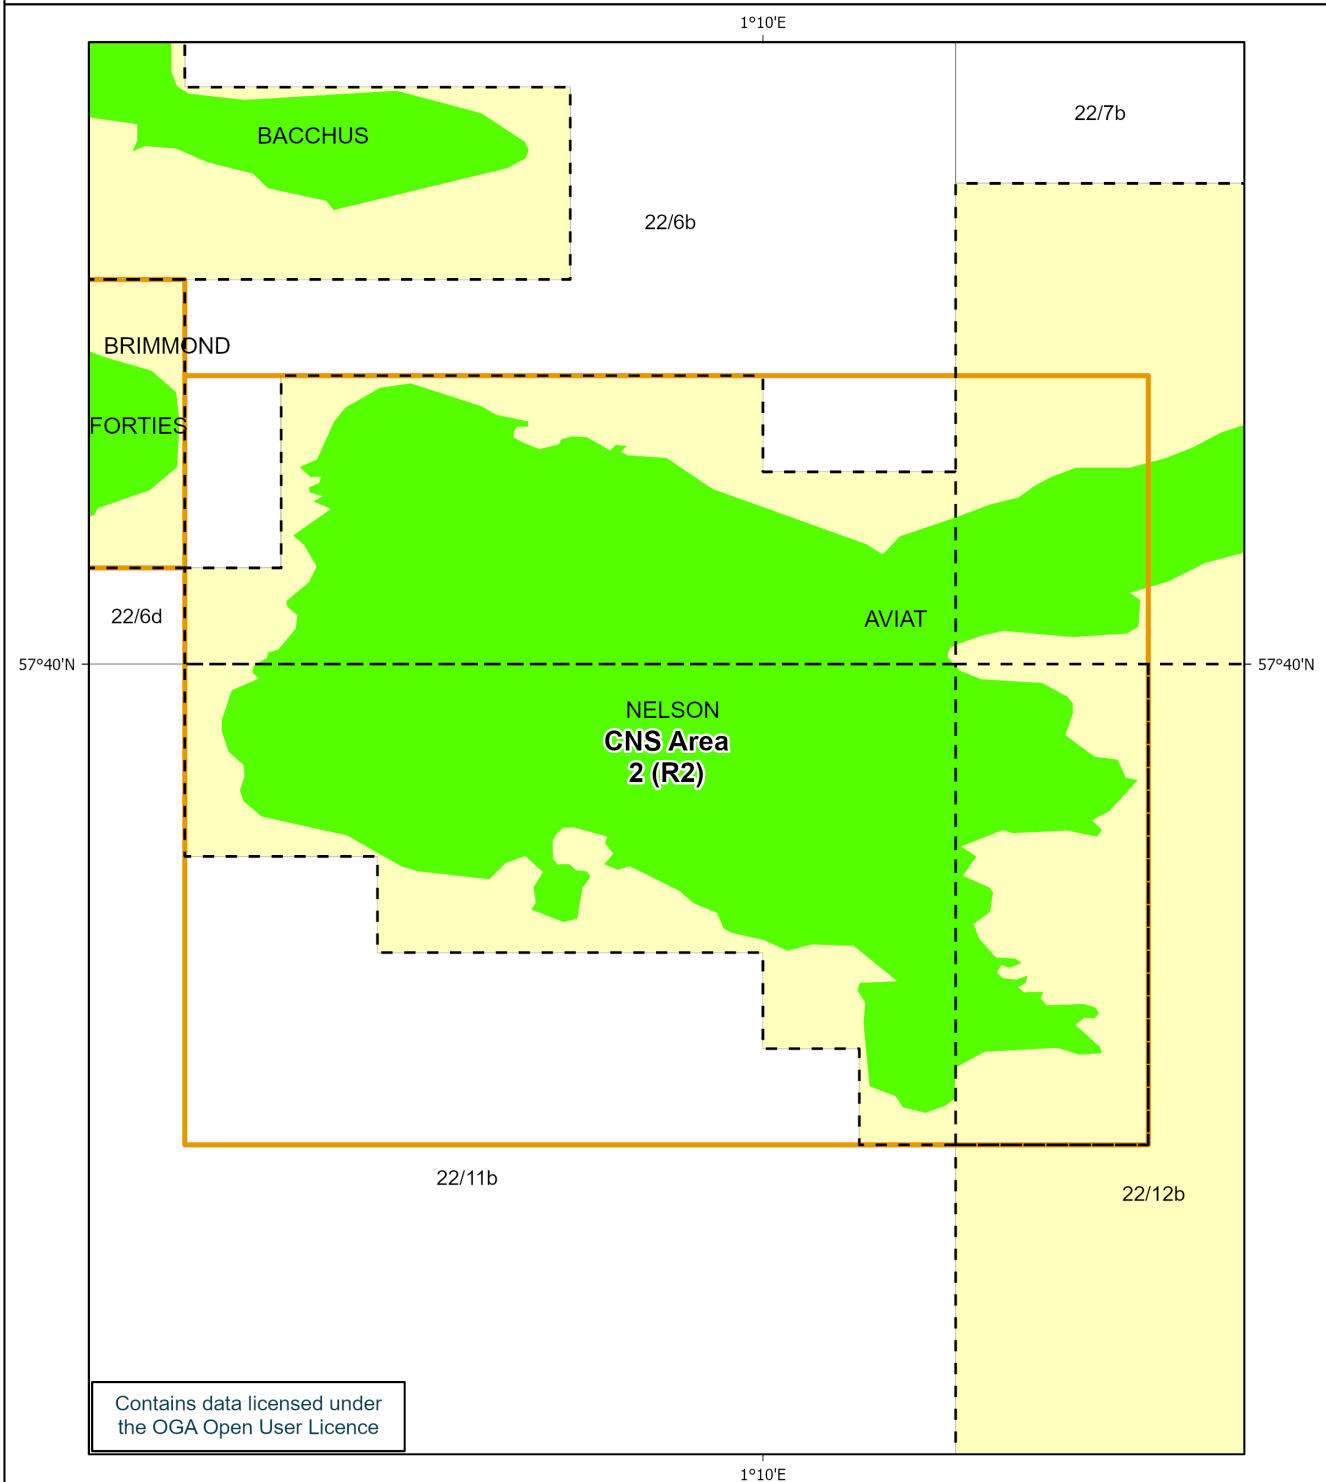 1°10'E
22/7b
BACCHUS
22/6b
BRIMMOND
FORTIES
22/6d
AVIAT
57°40'N
57°40'N
NELSON
CNS Area
2 (R2)
22/11b
22/12b
Contains data licensed under
the OGA Open User Licence
1°10'E